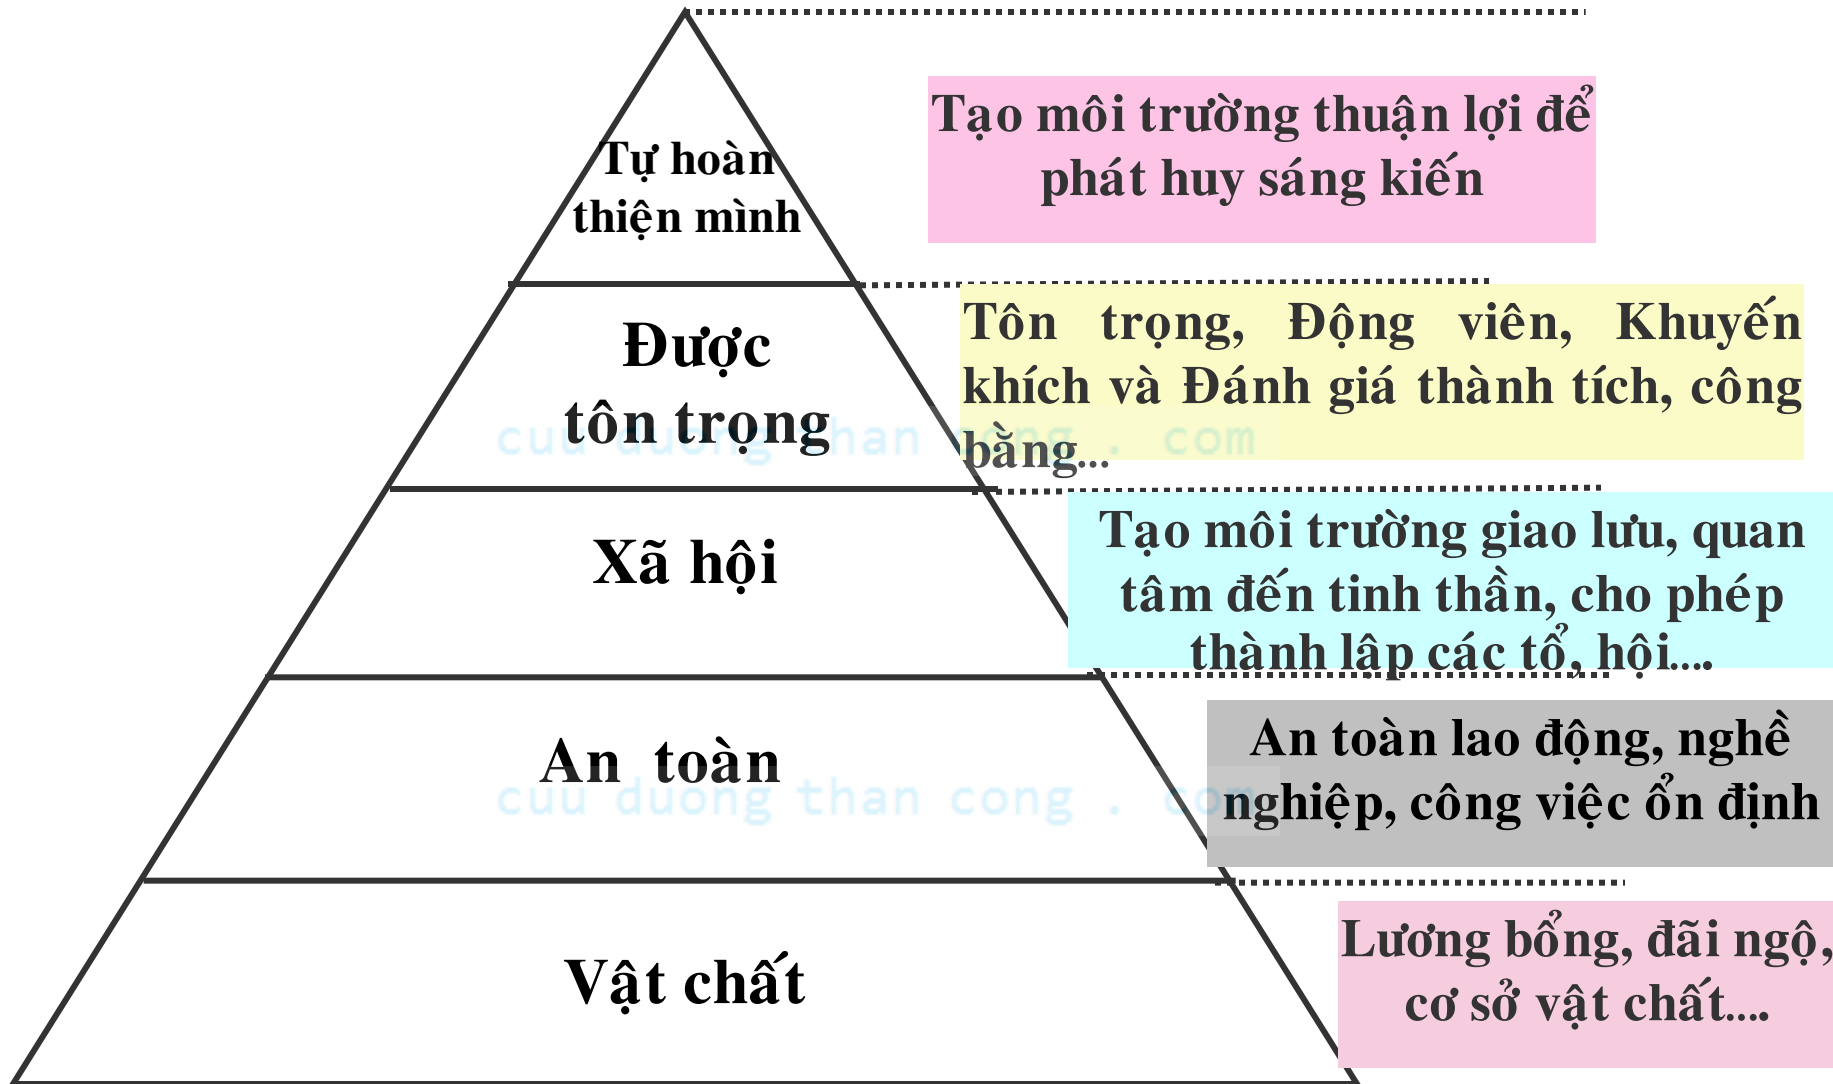 Tự hoàn
thiện mình
Tạo môi trường thuận lợi để
phát huy sáng kiến
Được
tôn trọng
Tôn trọng, Động viên, Khuyến
khích và Đánh giá thành tích, công
bằng...
cuu duong than cong . com
Xã hội
Tạo môi trường giao lưu, quan
tâm đến tinh thần, cho phép
thành lập các tổ, hội....
An toàn
An toàn lao động, nghề
nghiệp, công việc ổn định
cuu duong than cong . com
Vật chất
Lương bổng, đãi ngộ,
cơ sở vật chất....